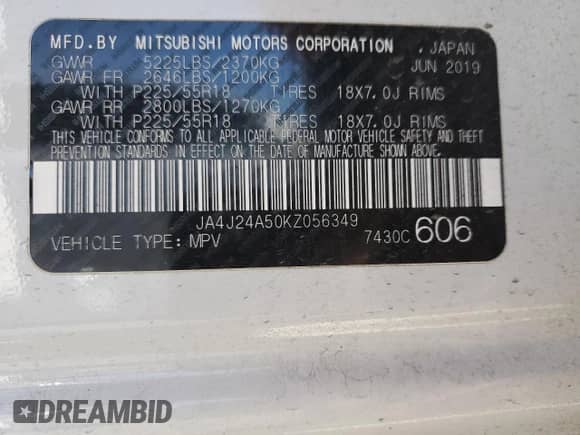 MFD.BY MITSUBISHI MOTORS CORPORATION , JAPAN
GVWR 5225LBS/2370KG JUN 2019
GAWR FR 2646LBS/1200KG
WITH P225/55R18 TIRES 18X7.0J RIMS
GAWR RR 2800LBS/1270KG
WITH P225/55R18 TIRES 18X7.0J RIMS
THIS VEHICLE CONFORMS TO ALL APPLICABLE FEDERAL MOTOR VEHICLE SAFETY AND THEFT
PREVENTION STANDARDS IN EFFECT ON THE DATE OF MANUFACTURE SHOWN ABOVE.
JA4J24A50KZ056349
VEHICLE TYPE: MPV 7430C 606
DREAMBID